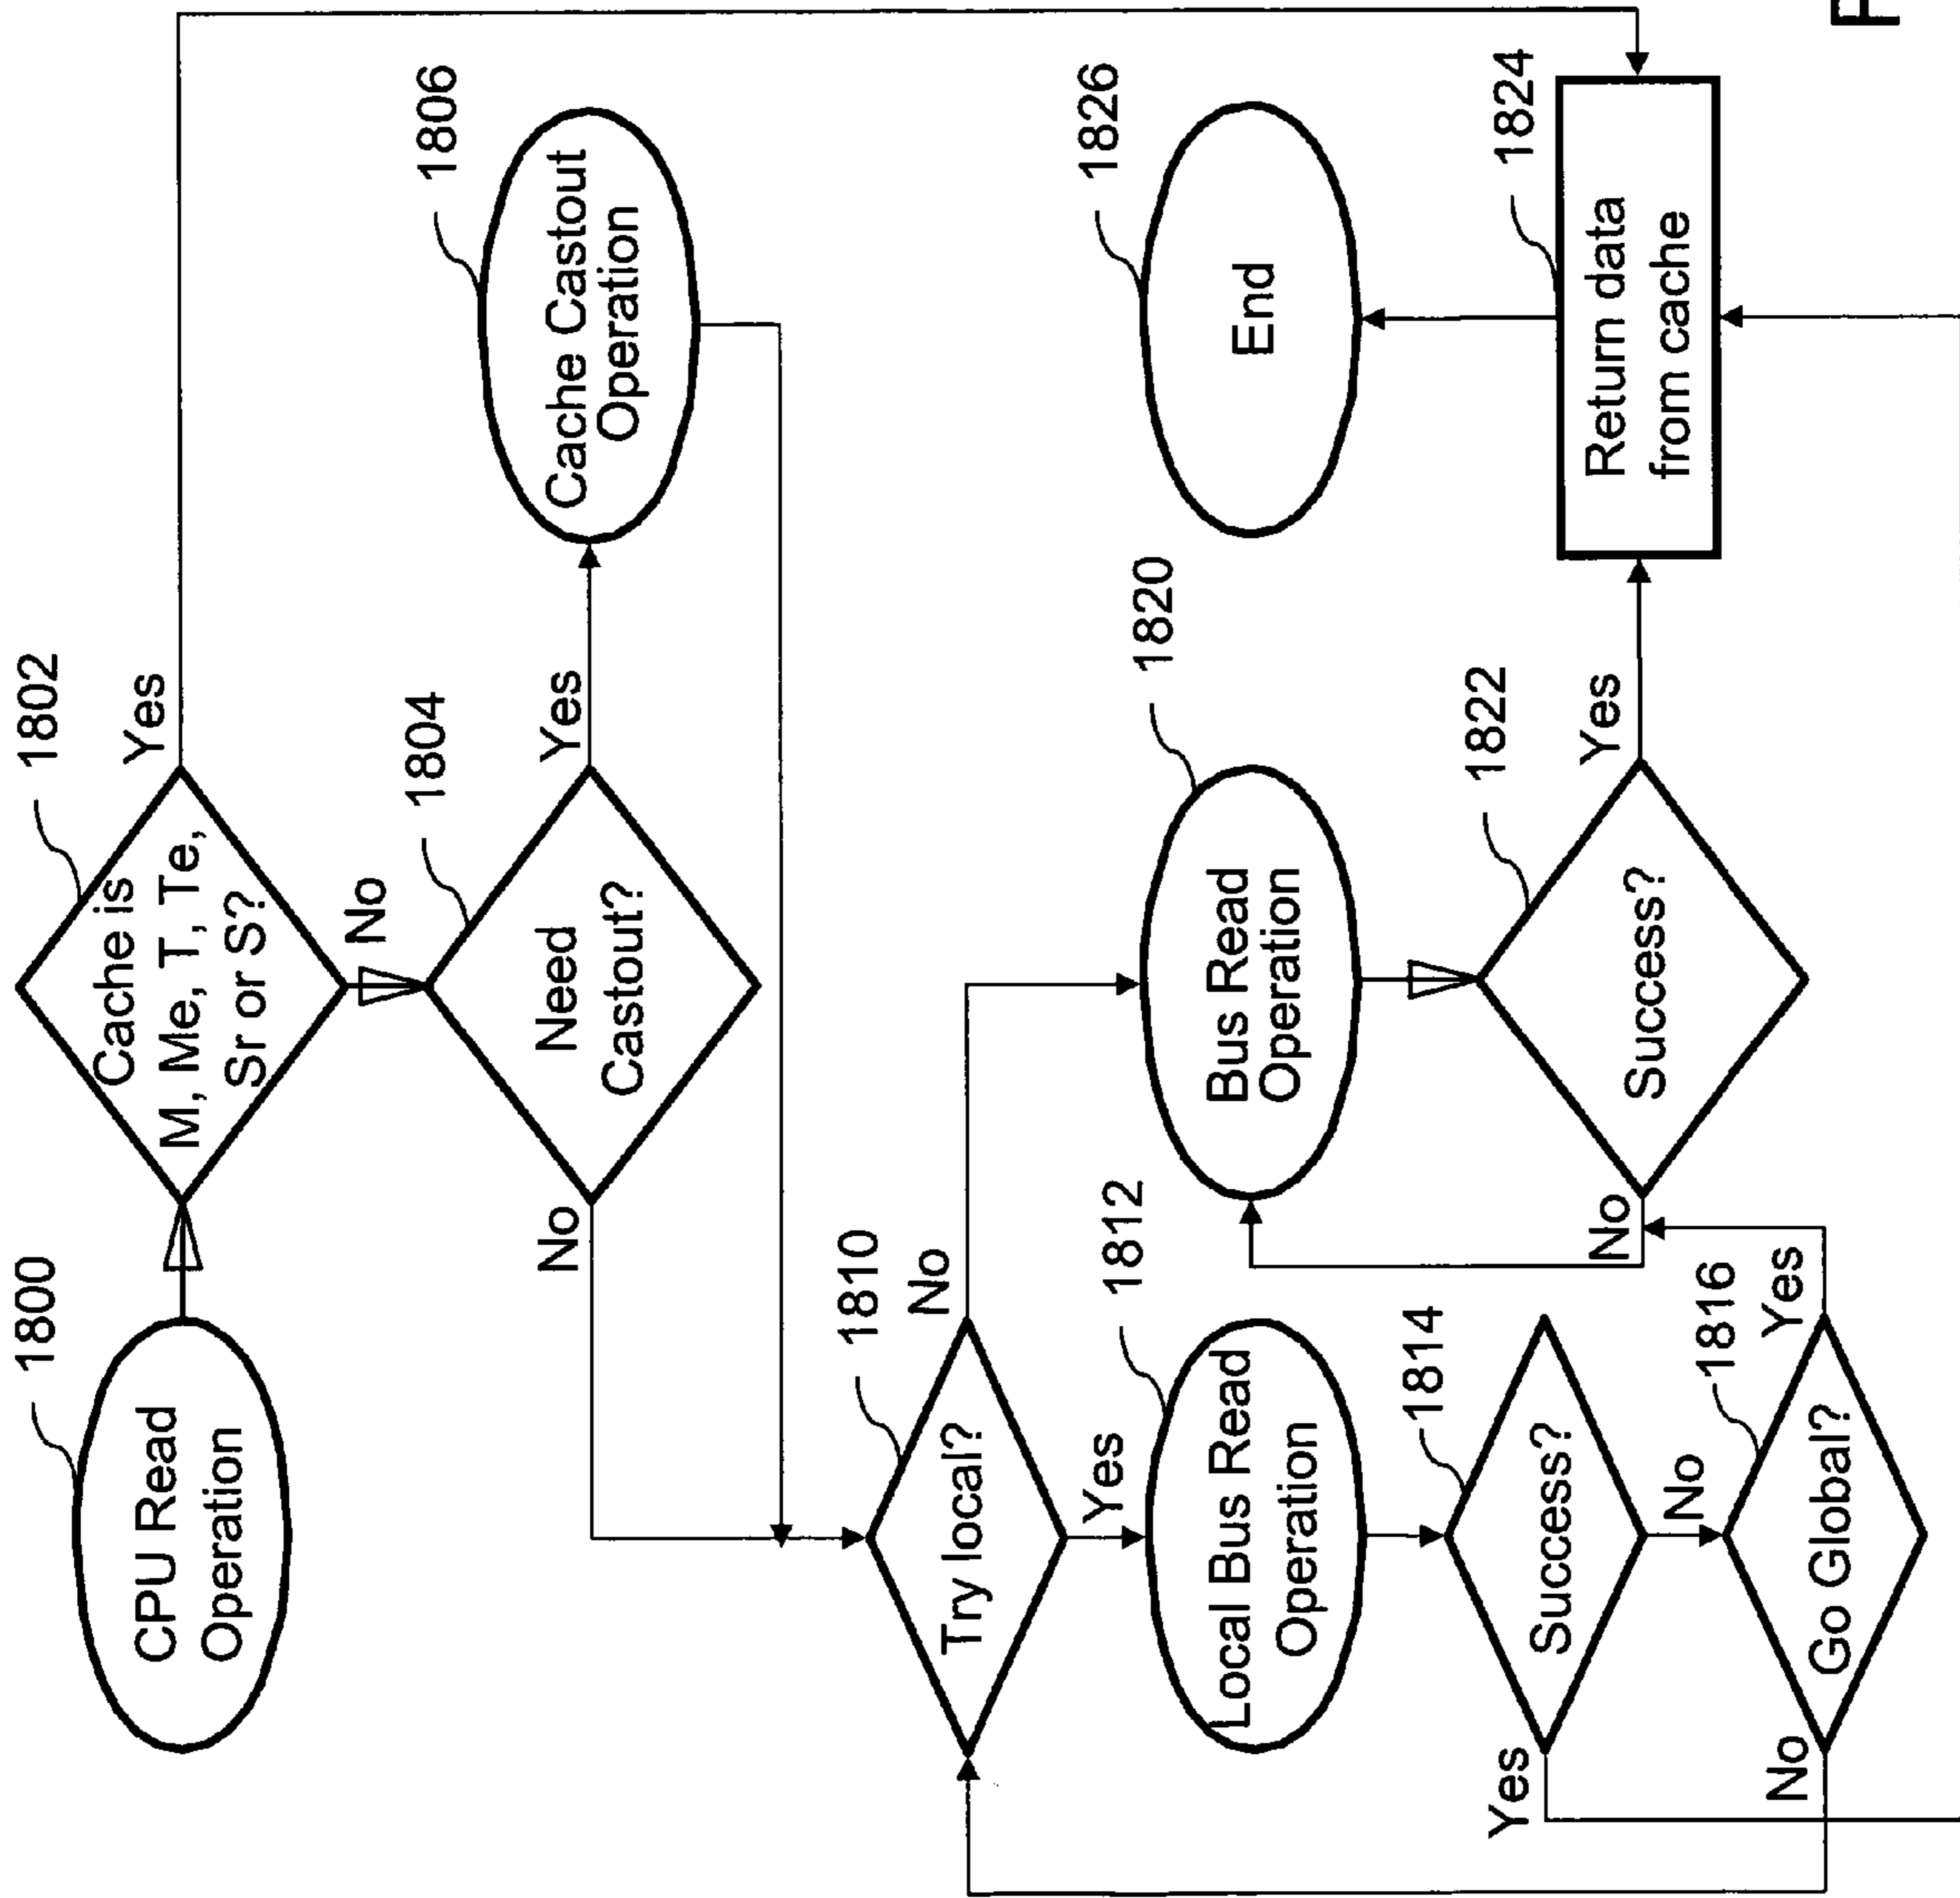 1800
CPU Read
Operation
1802
Cache is
M, Me, T, Te,
Sr or S?
Yes
No
1804
Need
Castout?
Yes
No
1806
Cache Castout
Operation
1810
Try local?
No
Yes
1812
Local Bus Read
Operation
1814
Success?
Yes
No
1816
Go Global?
Yes
No
1820
Bus Read
Operation
1822
Success?
Yes
No
1824
Return data
from cache
1826
End